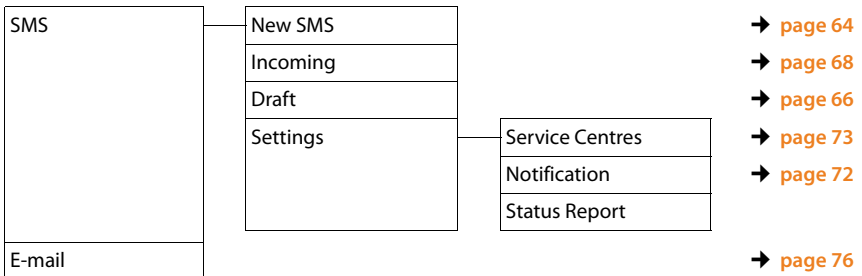 SMS New SMS ➔ page 64
Incoming ➔ page 68
Draft ➔ page 66
Settings Service Centres ➔ page 73
Notification ➔ page 72
Status Report
E-mail ➔ page 76